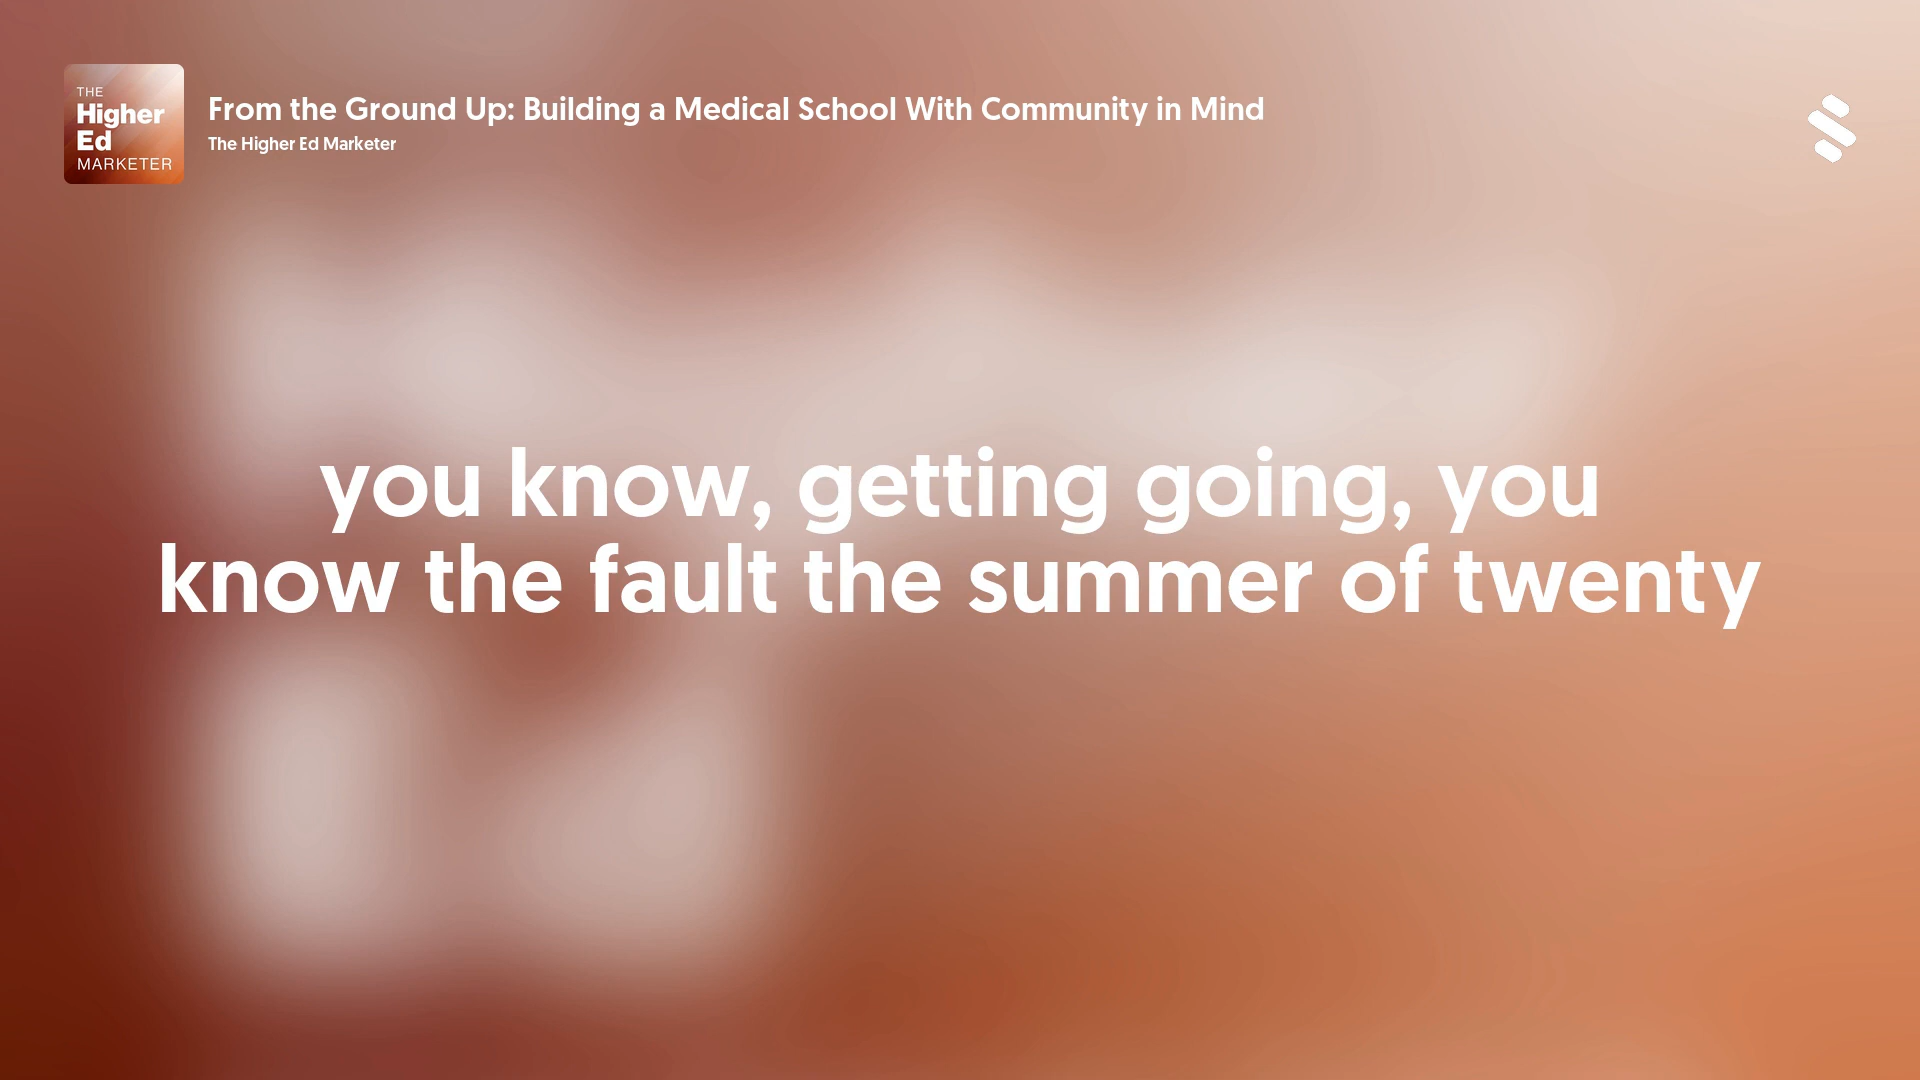 THE
Higher
Ed
MARKETER
From the Ground Up: Building a Medical School With Community in Mind
The Higher Ed Marketer
you know, getting going, you
know the fault the summer of twenty